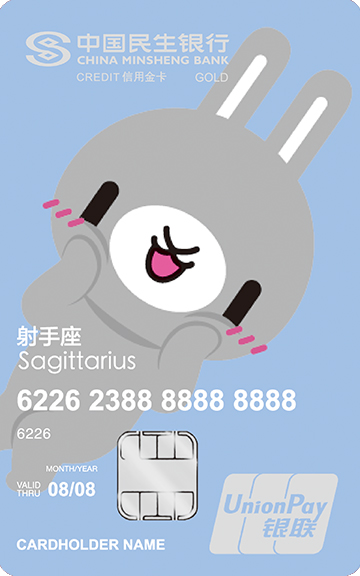 中国民生银行
CHINA MINSHENG BANK
CREDIT 信用金卡 GOLD
射手座
Sagittarius
6226 2388 8888 8888
6226
MONTH/YEAR
VALID THRU 08/08
CARDHOLDER NAME
UnionPay
银联